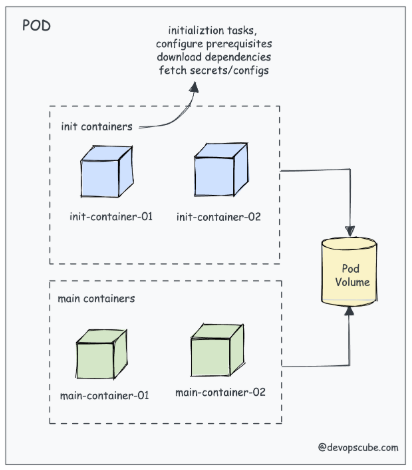 POD
initializtion tasks,
configure prerequisites
download dependencies
fetch secrets/configs
init containers
init-container-01
init-container-02
Pod
Volume
main containers
main-container-01
main-container-02
@devopscube.com